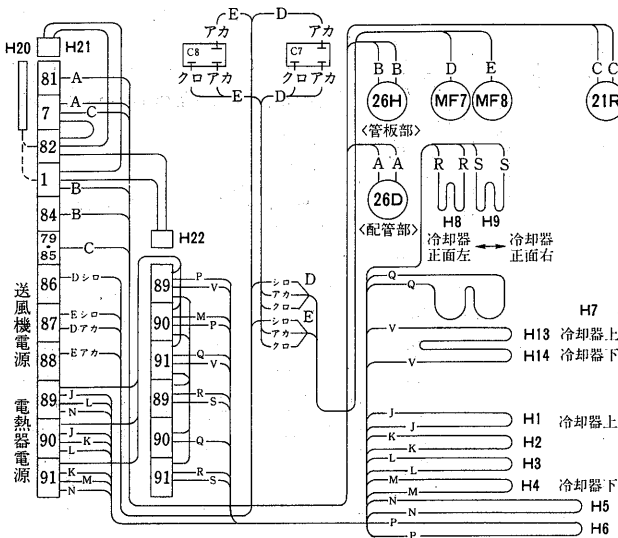 H20
H21
81
A
7
A
C
82
1
B
84
B
79
・
85
C
86
Dシロ
87
Eシロ
Dアカ
88
Eアカ
送風機電源
89
J
L
N
90
J
K
L
91
K
M
N
電熱器電源
H22
89
P
V
90
M
P
91
Q
V
89
R
S
90
Q
91
R
S
アカ
E
D
アカ
C8
C7
クロ アカ
クロ アカ
E
D
シロ
アカ
クロ
D
シロ
アカ
クロ
E
B
B
D
E
C
C
26H
MF7
MF8
21R
<管板部>
A
A
26D
<配管部>
R
R
S
S
H8
H9
冷却器 冷却器
正面左 正面右
Q
Q
H7
V
H13 冷却器上
H14 冷却器下
V
J
H1 冷却器上
J
K
H2
K
L
H3
L
M
H4 冷却器下
M
N
H5
N
P
H6